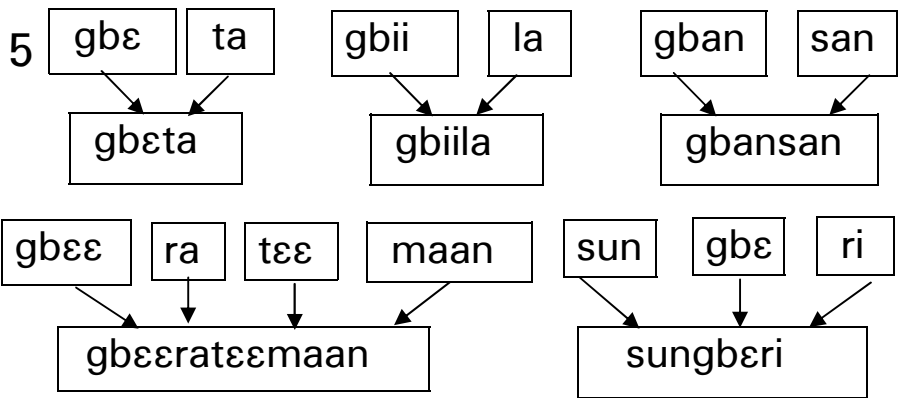 5 gbɛ ta gbii la gban san
gbɛta gbiila gbansan
gbɛɛ ra tɛɛ maan sun gbɛ ri
gbɛɛratɛɛmaan sungbɛri